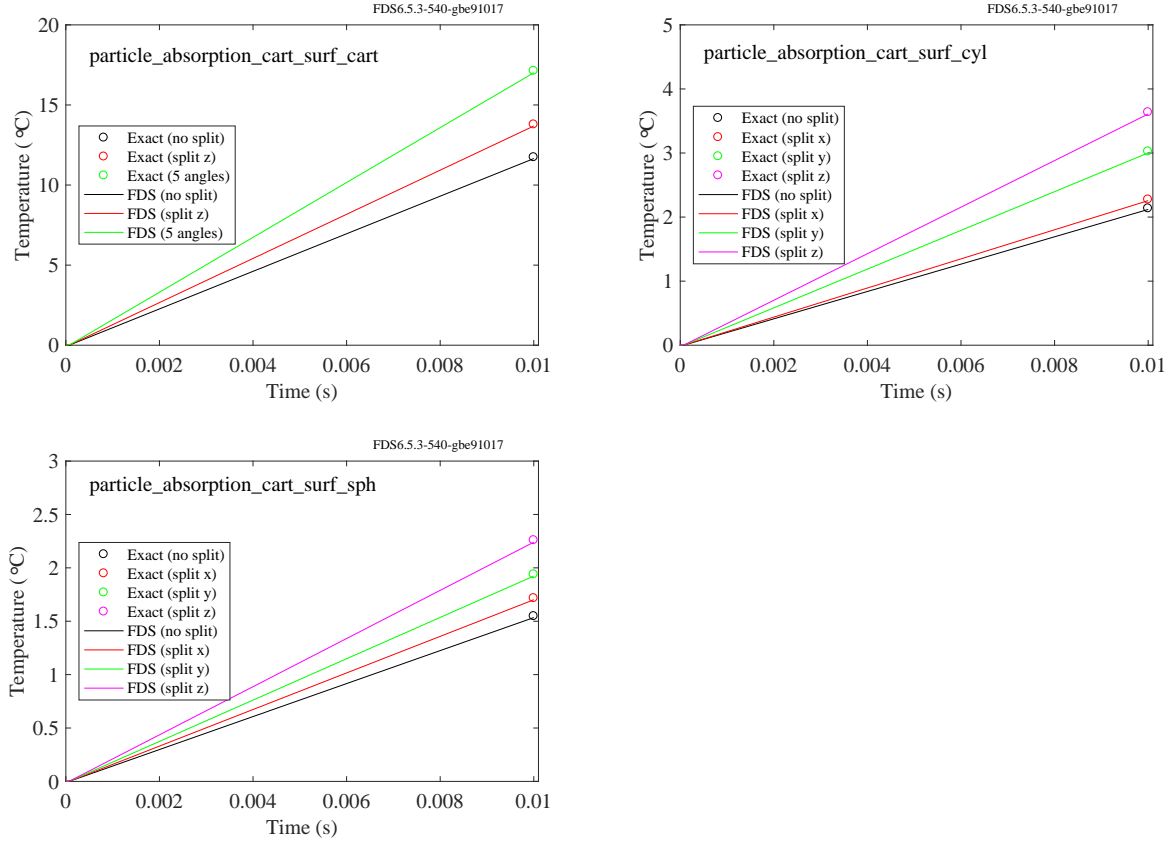 FDS6.5.3-540-gbe91017
particle_absorption_cart_surf_cart
Temperature (°C)
20
15
10
5
0
Exact (no split)
Exact (split z)
Exact (5 angles)
FDS (no split)
FDS (split z)
FDS (5 angles)
0 0.002 0.004 0.006 0.008 0.01
Time (s)
FDS6.5.3-540-gbe91017
particle_absorption_cart_surf_cyl
Temperature (°C)
5
4
3
2
1
0
Exact (no split)
Exact (split x)
Exact (split y)
Exact (split z)
FDS (no split)
FDS (split x)
FDS (split y)
FDS (split z)
0 0.002 0.004 0.006 0.008 0.01
Time (s)
FDS6.5.3-540-gbe91017
particle_absorption_cart_surf_sph
Temperature (°C)
3
2.5
2
1.5
1
0.5
0
Exact (no split)
Exact (split x)
Exact (split y)
Exact (split z)
FDS (no split)
FDS (split x)
FDS (split y)
FDS (split z)
0 0.002 0.004 0.006 0.008 0.01
Time (s)